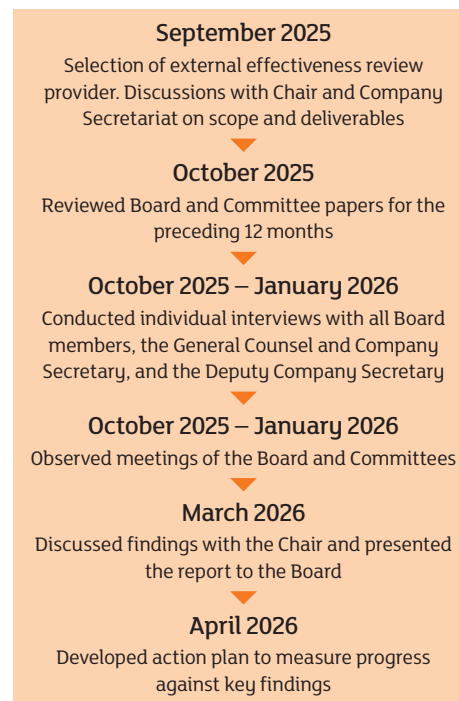 September 2025
Selection of external effectiveness review
provider. Discussions with Chair and Company
Secretariat on scope and deliverables
October 2025
Reviewed Board and Committee papers for the
preceding 12 months
October 2025 – January 2026
Conducted individual interviews with all Board
members, the General Counsel and Company
Secretary, and the Deputy Company Secretary
October 2025 – January 2026
Observed meetings of the Board and Committees
March 2026
Discussed findings with the Chair and presented
the report to the Board
April 2026
Developed action plan to measure progress
against key findings